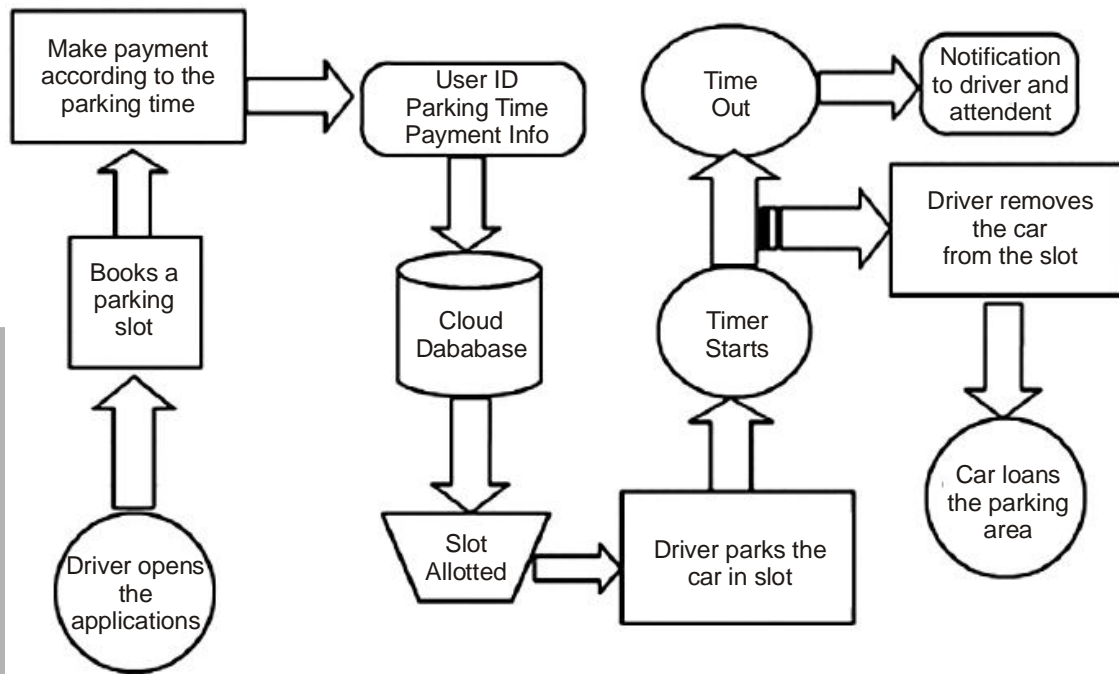 Make payment
according to the
parking time
User ID
Parking Time
Payment Info
Time
Out
Notification
to driver and
attendent
Books a
parking
slot
Cloud
Dababase
Timer
Starts
Driver removes
the car
from the slot
Driver opens
the
applications
Slot
Allotted
Driver parks the
car in slot
Car loans
the parking
area